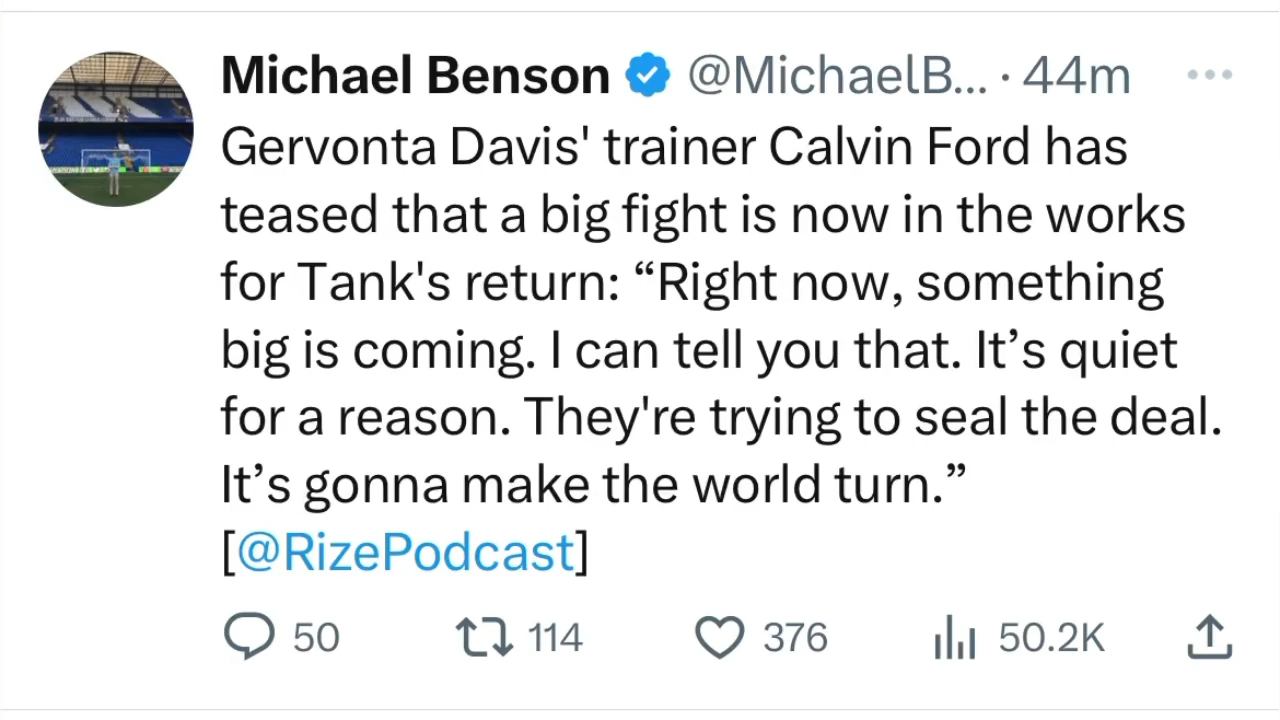 Michael Benson @MichaelB... · 44m
Gervonta Davis' trainer Calvin Ford has
teased that a big fight is now in the works
for Tank's return: “Right now, something
big is coming. I can tell you that. It’s quiet
for a reason. They're trying to seal the deal.
It’s gonna make the world turn.”
[@RizePodcast]
50 114 376 50.2K